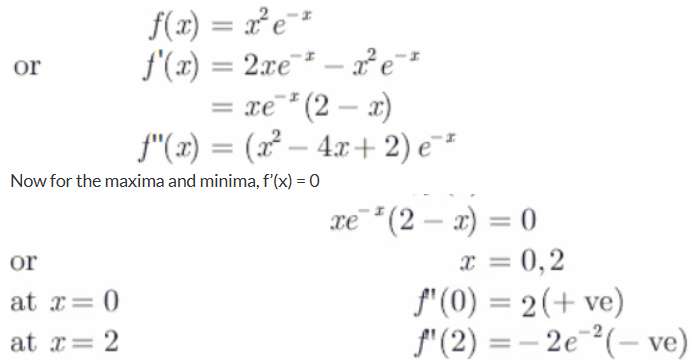 f(x) = x²e⁻ˣ
or f'(x) = 2xe⁻ˣ − x²e⁻ˣ
= xe⁻ˣ(2 − x)
f"(x) = (x² − 4x + 2) e⁻ˣ
Now for the maxima and minima, f'(x) = 0
xe⁻ˣ(2 − x) = 0
or x = 0, 2
at x = 0 f"(0) = 2(+ ve)
at x = 2 f"(2) = − 2e⁻²(− ve)